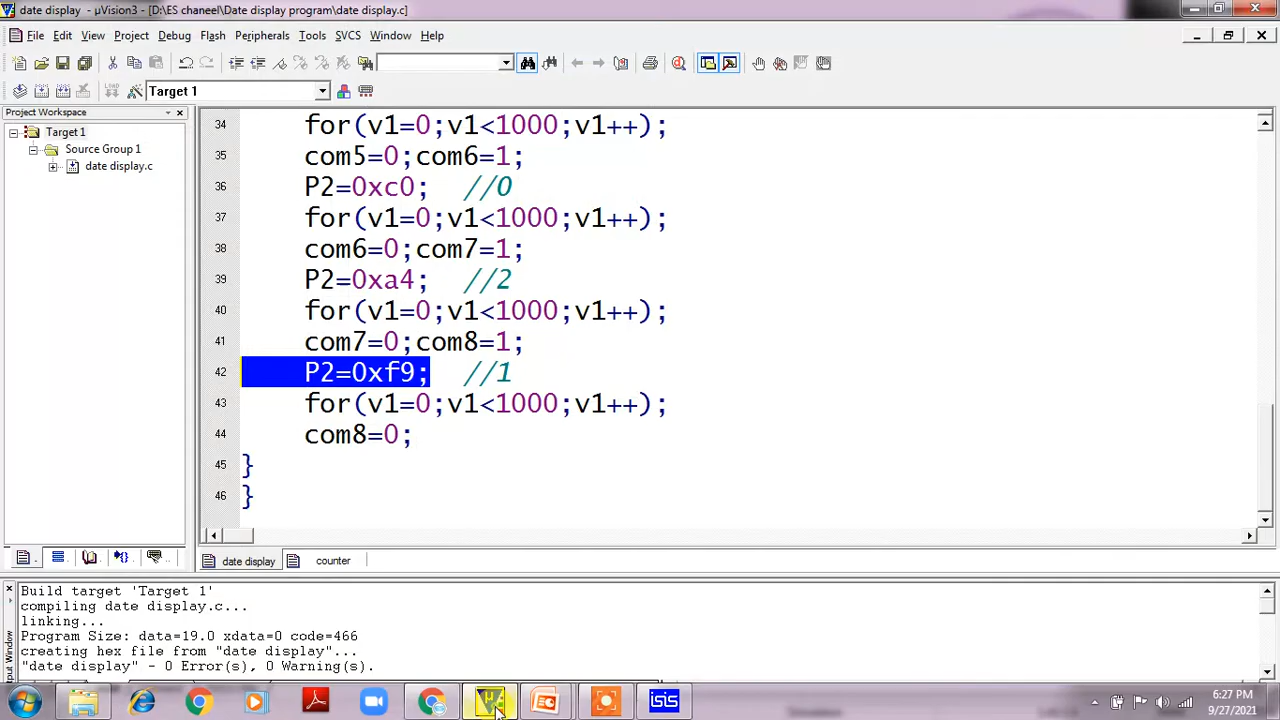 date display - µVision3 - [D:\ES chaneel\Date display program\date display.c]
File Edit View Project Debug Flash Peripherals Tools SVCS Window Help
Target 1
Project Workspace
Target 1
Source Group 1
date display.c
34 for(v1=0;v1<1000;v1++);
35 com5=0;com6=1;
36 P2=0xc0; //0
37 for(v1=0;v1<1000;v1++);
38 com6=0;com7=1;
39 P2=0xa4; //2
40 for(v1=0;v1<1000;v1++);
41 com7=0;com8=1;
42 P2=0xf9; //1
43 for(v1=0;v1<1000;v1++);
44 com8=0;
45 }
46 }
date display counter
Build target 'Target 1'
compiling date display.c...
linking...
Program Size: data=19.0 xdata=0 code=466
creating hex file from "date display"...
"date display" - 0 Error(s), 0 Warning(s).
utput Window
isis
6:27 PM
9/27/2021